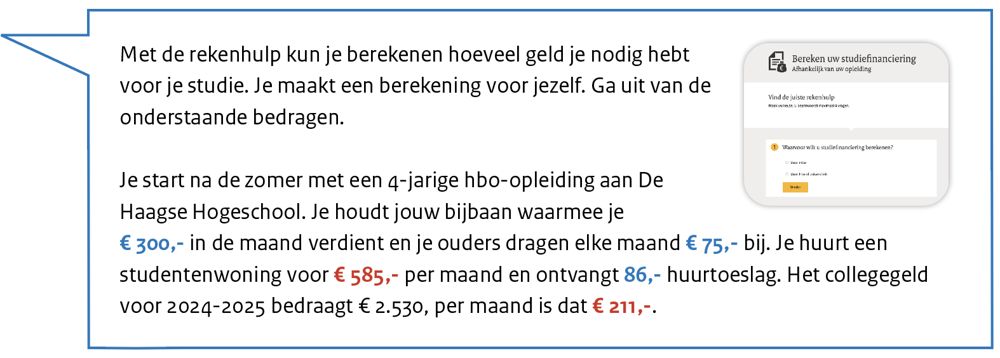 Met de rekenhulp kun je berekenen hoeveel geld je nodig hebt
voor je studie. Je maakt een berekening voor jezelf. Ga uit van de
onderstaande bedragen.
Je start na de zomer met een 4-jarige hbo-opleiding aan De
Haagse Hogeschool. Je houdt jouw bijbaan waarmee je
€ 300,- in de maand verdient en je ouders dragen elke maand € 75,- bij. Je huurt een
studentenwoning voor € 585,- per maand en ontvangt 86,- huurtoeslag. Het collegegeld
voor 2024-2025 bedraagt € 2.530, per maand is dat € 211,-.
Bereken uw studiefinanciering
Afhankelijk van uw opleiding
Vind de juiste rekenhulp
Maak uw keuze. U beantwoordt maximaal 4 vragen.
1 Waarvoor wilt u studiefinanciering berekenen?
Voor mbo
Voor hbo of universiteit
Verder